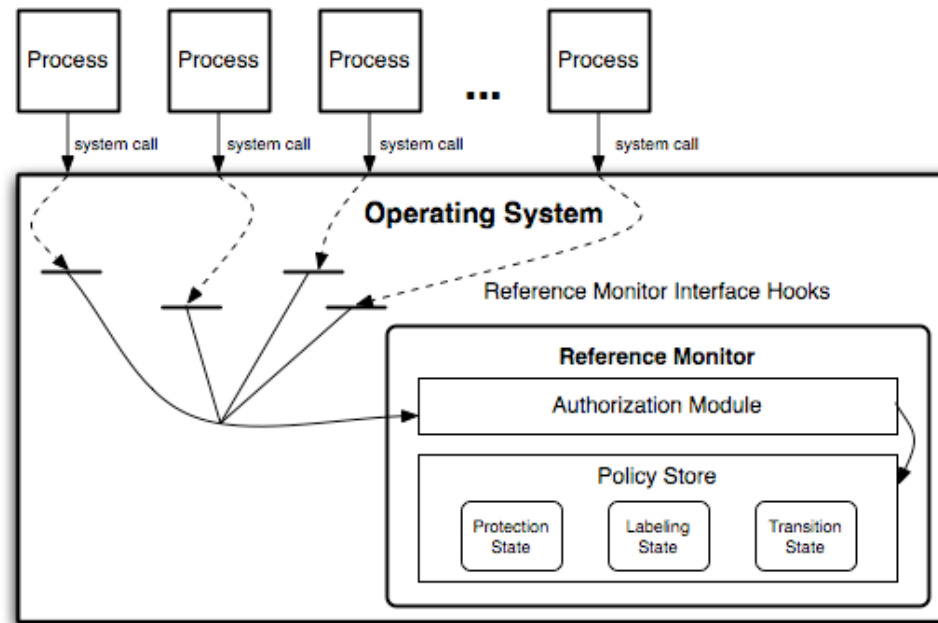 Process
Process
Process
...
Process
system call
system call
system call
system call
Operating System
Reference Monitor Interface Hooks
Reference Monitor
Authorization Module
Policy Store
Protection
State
Labeling
State
Transition
State